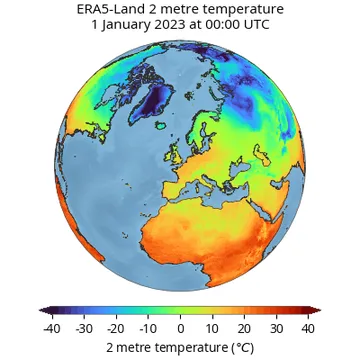 ERA5-Land 2 metre temperature
1 January 2023 at 00:00 UTC
-40 -30 -20 -10 0 10 20 30 40
2 metre temperature (°C)